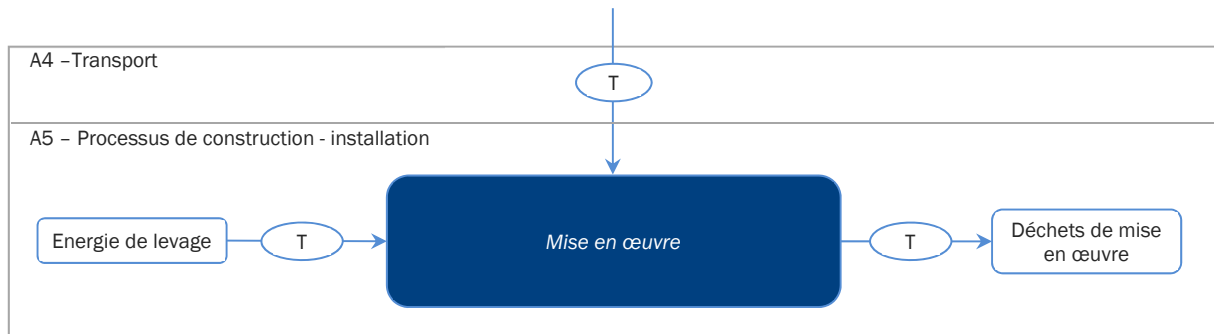 A4 –Transport
T
A5 – Processus de construction - installation
Energie de levage
T
Mise en œuvre
T
Déchets de mise
en œuvre